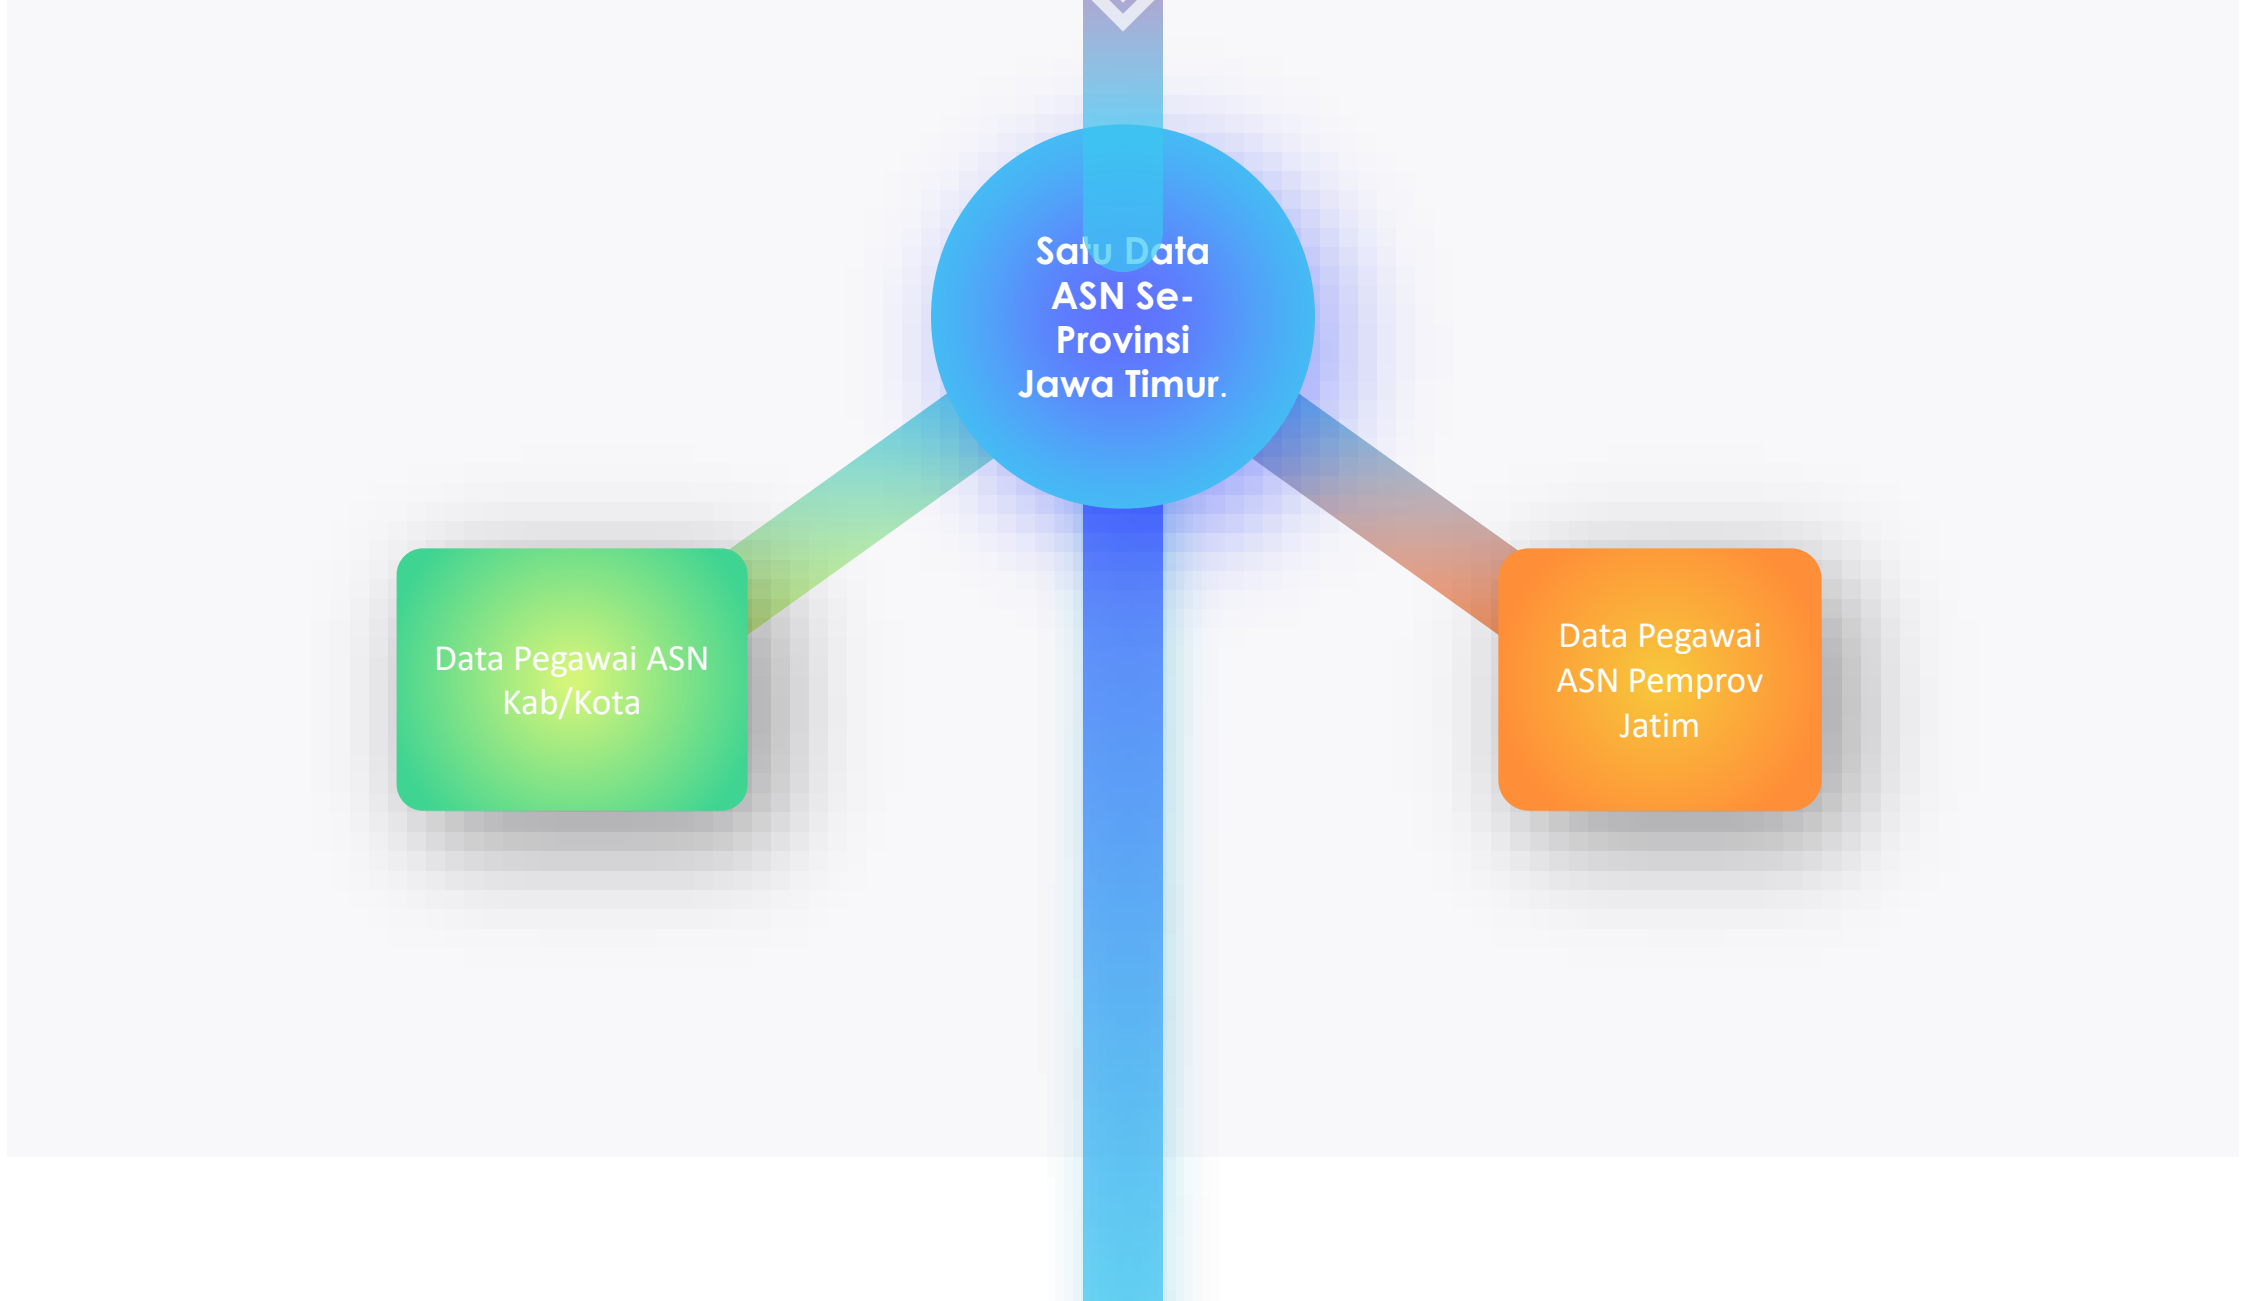 Satu Data
ASN Se-
Provinsi
Jawa Timur.
Data Pegawai ASN
Kab/Kota
Data Pegawai
ASN Pemprov
Jatim